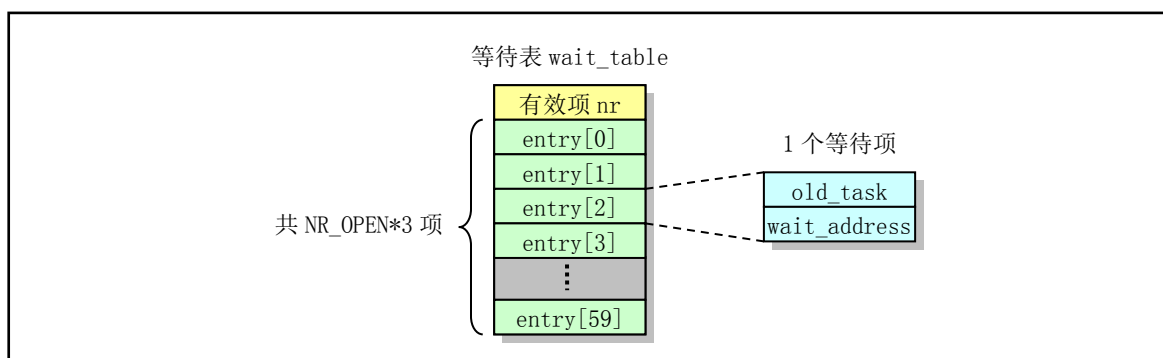 等待表 wait_table
有效项 nr
entry[0]
entry[1]
entry[2]
entry[3]
entry[59]
共 NR_OPEN*3 项
1 个等待项
old_task
wait_address